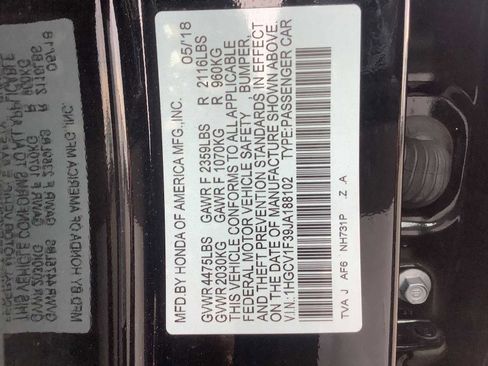 MFD.BY HONDA OF AMERICA MFG.,INC. 05/18
GVWR 4475LBS GAWR F 2359LBS R 2116LBS
GVWR 2030KG GAWR F 1070KG R 960KG
THIS VEHICLE CONFORMS TO ALL APPLICABLE
FEDERAL MOTOR VEHICLE SAFETY BUMPER,
AND THEFT PREVENTION STANDARDS IN EFFECT
ON THE DATE OF MANUFACTURE SHOWN ABOVE.
V.I.N.:1HGCV1F39JA188102 TYPE:PASSENGER CAR
TVA J AF6 NH731P Z A